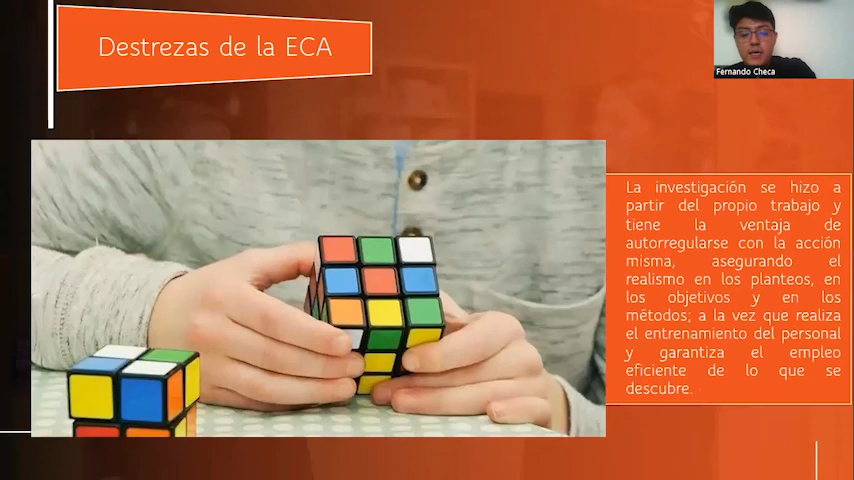 Destrezas de la ECA
Fernando Checa
La investigación se hizo a
partir del propio trabajo y
tiene la ventaja de
autorregularse con la acción
misma, asegurando el
realismo en los planteos, en
los objetivos y en los
métodos; a la vez que realiza
el entrenamiento del personal
y garantiza el empleo
eficiente de lo que se
descubre.